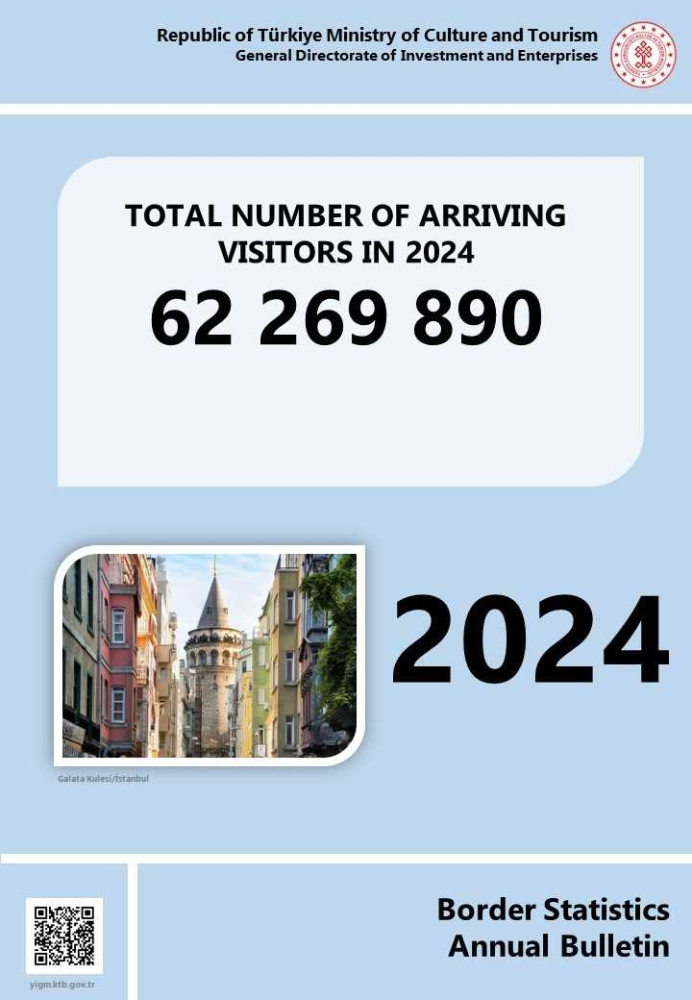 Republic of Türkiye Ministry of Culture and Tourism
General Directorate of Investment and Enterprises
TOTAL NUMBER OF ARRIVING
VISITORS IN 2024
62 269 890
2024
Galata Kulesi/İstanbul
Border Statistics
Annual Bulletin
yigm.ktb.gov.tr